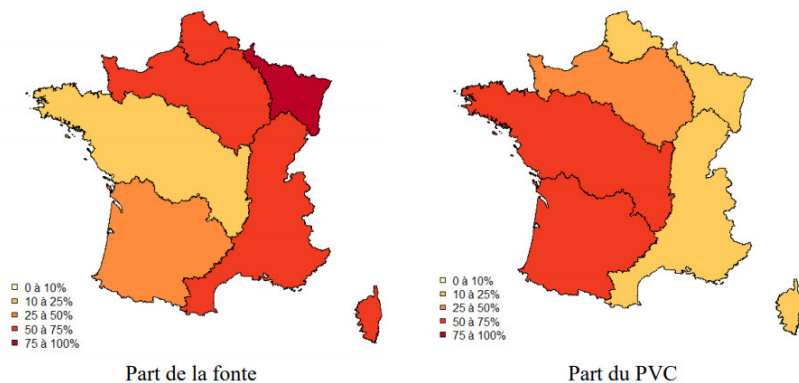 0 à 10%
10 à 25%
25 à 50%
50 à 75%
75 à 100%
Part de la fonte
0 à 10%
10 à 25%
25 à 50%
50 à 75%
75 à 100%
Part du PVC